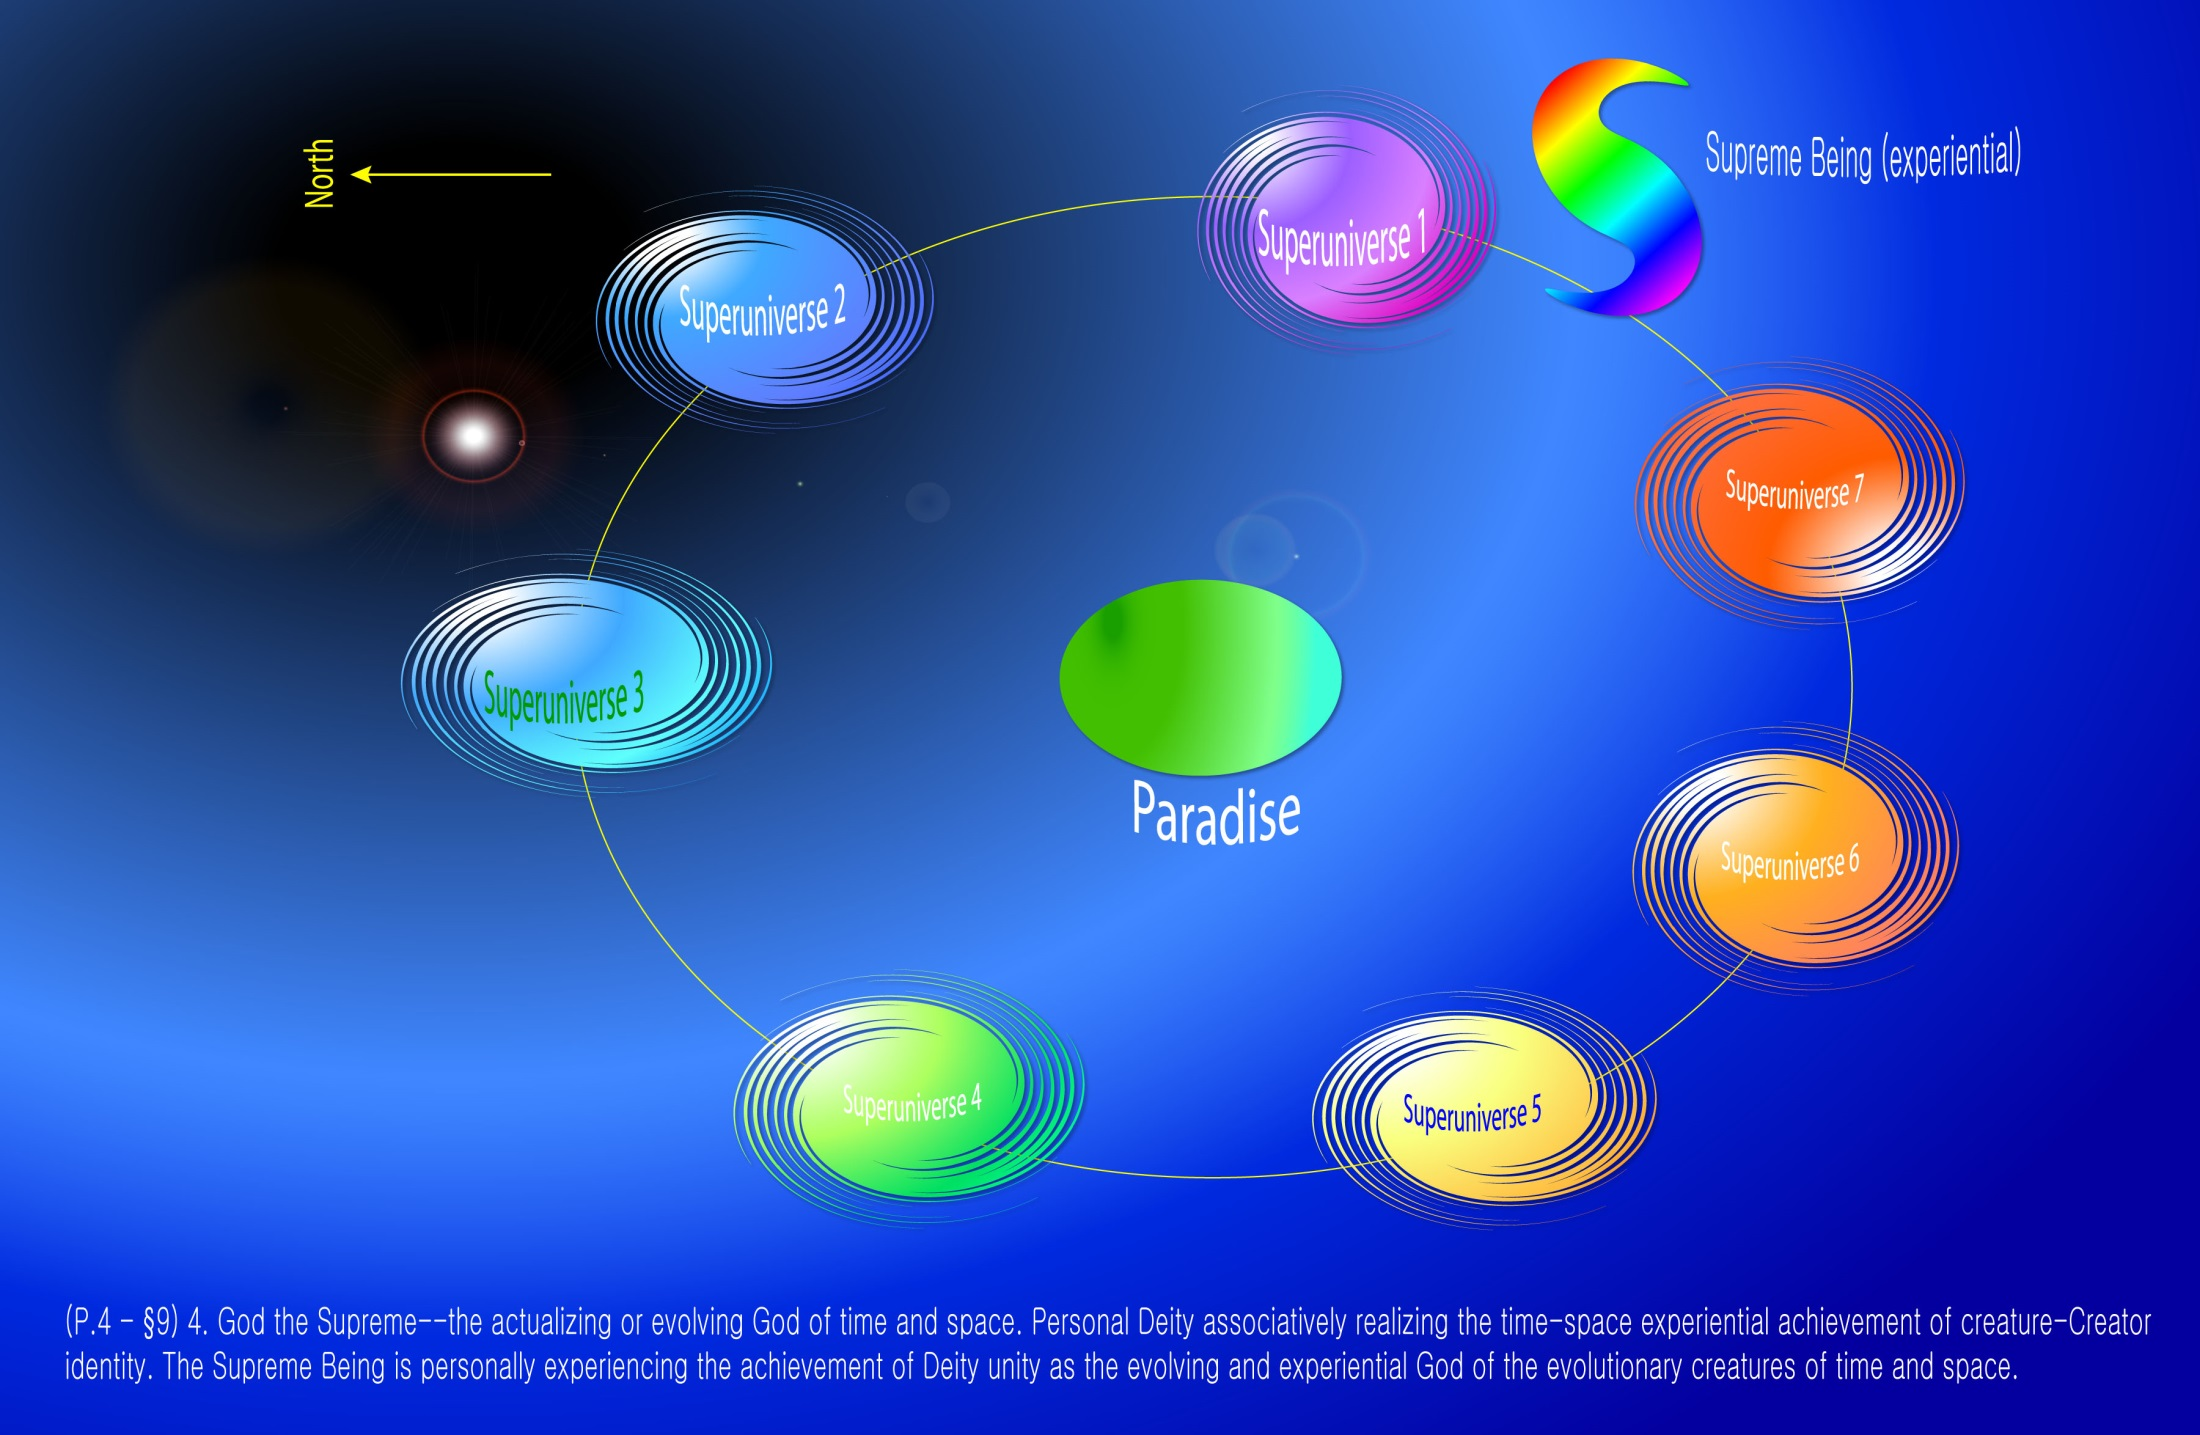 North
Superuniverse 1
Supreme Being (experiential)
Superuniverse 2
Superuniverse 7
Superuniverse 3
Paradise
Superuniverse 6
Superuniverse 4
Superuniverse 5
(P.4 - §9) 4. God the Supreme--the actualizing or evolving God of time and space. Personal Deity associatively realizing the time-space experiential achievement of creature-Creator
identity. The Supreme Being is personally experiencing the achievement of Deity unity as the evolving and experiential God of the evolutionary creatures of time and space.